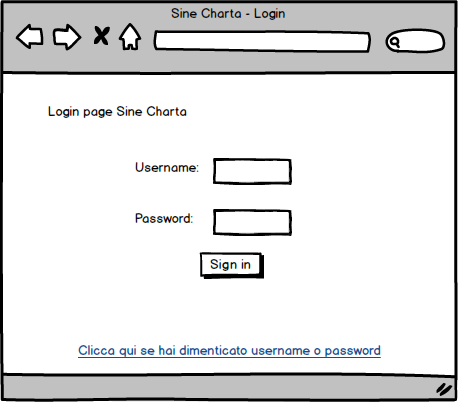 Sine Charta - Login
Login page Sine Charta
Username:
Password:
Sign in
Clicca qui se hai dimenticato username o password